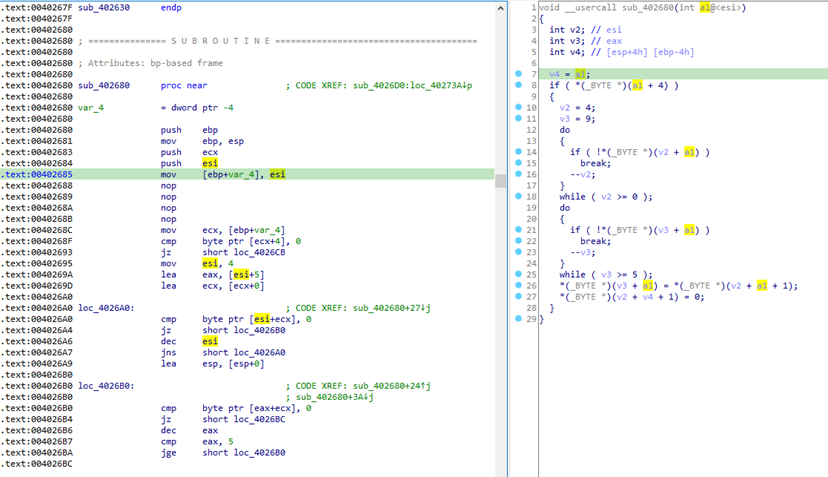 .text:0040267F sub_402630 endp
.text:0040267F
.text:00402680
.text:00402680 ; =============== S U B R O U T I N E =======================================
.text:00402680
.text:00402680 ; Attributes: bp-based frame
.text:00402680
.text:00402680 sub_402680 proc near ; CODE XREF: sub_4026D0:loc_40273A↓p
.text:00402680
.text:00402680 var_4 = dword ptr -4
.text:00402680
.text:00402680 push ebp
.text:00402681 mov ebp, esp
.text:00402683 push ecx
.text:00402684 push esi
.text:00402685 mov [ebp+var_4], esi
.text:00402688 nop
.text:00402689 nop
.text:0040268A nop
.text:0040268B nop
.text:0040268C mov ecx, [ebp+var_4]
.text:0040268F cmp byte ptr [ecx+4], 0
.text:00402693 jz short loc_4026CB
.text:00402695 mov esi, 4
.text:0040269A lea eax, [esi+5]
.text:0040269D lea ecx, [ecx+0]
.text:004026A0
.text:004026A0 loc_4026A0: ; CODE XREF: sub_402680+27↓j
.text:004026A0 cmp byte ptr [esi+ecx], 0
.text:004026A4 jz short loc_4026B0
.text:004026A6 dec esi
.text:004026A7 jns short loc_4026A0
.text:004026A9 lea esp, [esp+0]
.text:004026B0
.text:004026B0 loc_4026B0: ; CODE XREF: sub_402680+24↑j
.text:004026B0 ; sub_402680+3A↓j
.text:004026B0 cmp byte ptr [eax+ecx], 0
.text:004026B4 jz short loc_4026BC
.text:004026B6 dec eax
.text:004026B7 cmp eax, 5
.text:004026BA jge short loc_4026B0
.text:004026BC
1 void __usercall sub_402680(int a1@<esi>)
2 {
3 int v2; // esi
4 int v3; // eax
5 int v4; // [esp+4h] [ebp-4h]
6
7 v4 = a1;
8 if ( *(_BYTE *)(a1 + 4) )
9 {
10 v2 = 4;
11 v3 = 9;
12 do
13 {
14 if ( !*(_BYTE *)(v2 + a1) )
15 break;
16 --v2;
17 }
18 while ( v2 >= 0 );
19 do
20 {
21 if ( !*(_BYTE *)(v3 + a1) )
22 break;
23 --v3;
24 }
25 while ( v3 >= 5 );
26 *(_BYTE *)(v3 + a1) = *(_BYTE *)(v2 + a1 + 1);
27 *(_BYTE *)(v2 + v4 + 1) = 0;
28 }
29 }